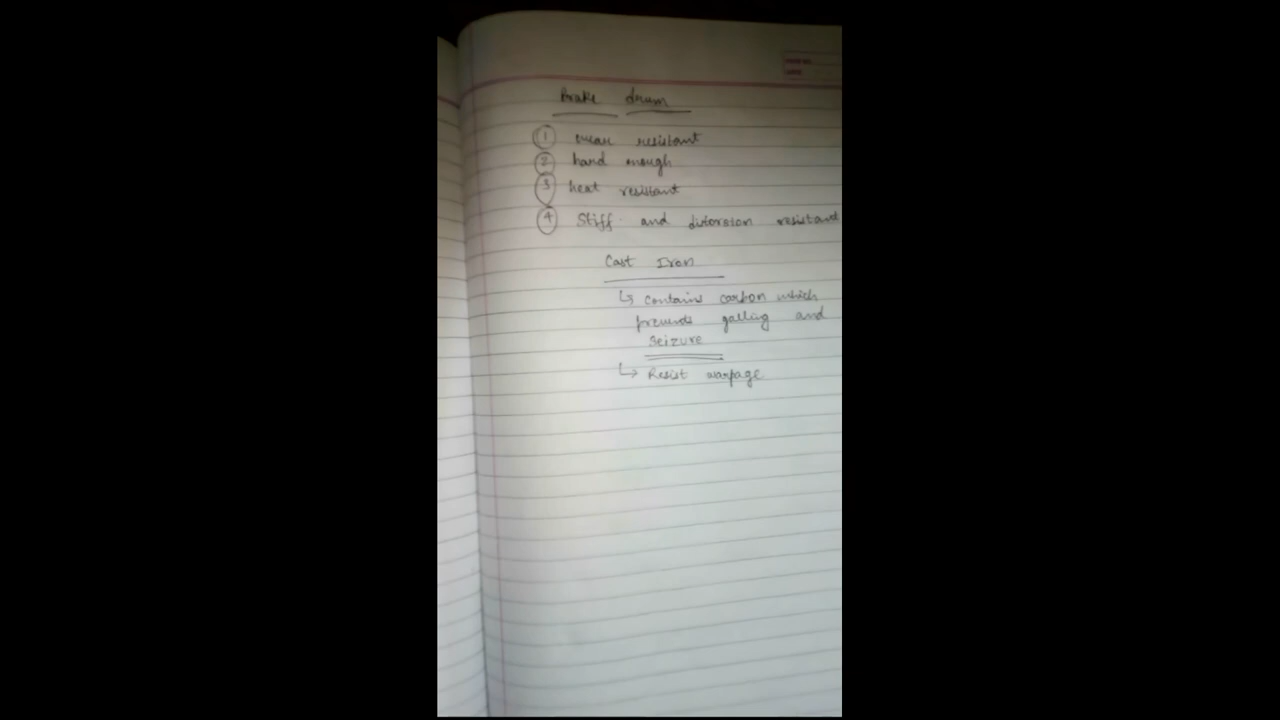 Brake drum
① wear resistant
② hard enough
③ heat resistant
④ Stiff and distorsion resistant
Cast Iron
↳ Contains carbon which
prevents galling and
Seizure
↳ Resist warpage